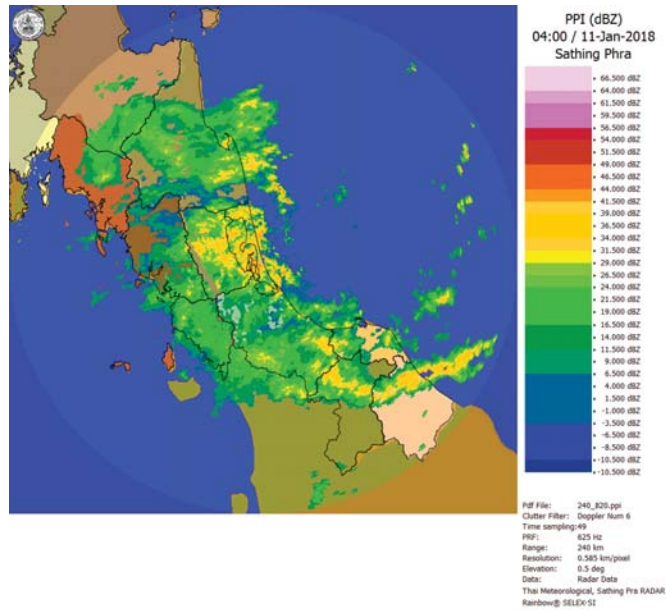 PPI (dBZ)
04:00 / 11-Jan-2018
Sathing Phra
66.500 dBZ
64.000 dBZ
61.500 dBZ
59.500 dBZ
56.500 dBZ
54.000 dBZ
51.500 dBZ
49.000 dBZ
46.500 dBZ
44.000 dBZ
41.500 dBZ
39.000 dBZ
36.500 dBZ
34.000 dBZ
31.500 dBZ
29.000 dBZ
26.500 dBZ
24.000 dBZ
21.500 dBZ
19.000 dBZ
16.500 dBZ
14.000 dBZ
11.500 dBZ
9.000 dBZ
6.500 dBZ
4.000 dBZ
1.500 dBZ
-1.000 dBZ
-3.500 dBZ
-6.500 dBZ
-8.500 dBZ
-10.500 dBZ
-10.500 dBZ
Pdf File: 240_820.ppi
Clutter Filter: Doppler Num 6
Time sampling:49
PRF: 625 Hz
Range: 240 km
Resolution: 0.585 km/pixel
Elevation: 0.5 deg
Data: Radar Data
Thai Meteorological, Sathing Pra RADAR
Rainbow® SELEX-SI